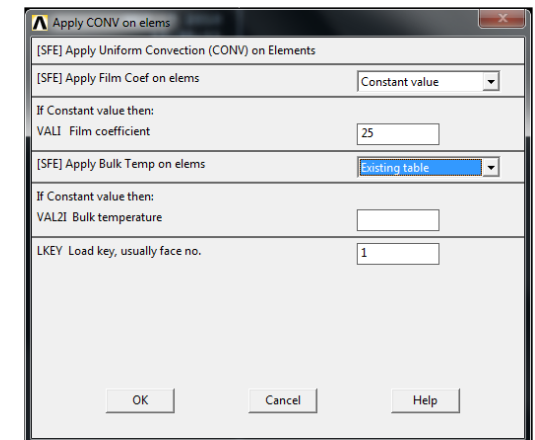 Apply CONV on elems
[SFE] Apply Uniform Convection (CONV) on Elements
[SFE] Apply Film Coef on elems Constant value
If Constant value then:
VALI Film coefficient 25
[SFE] Apply Bulk Temp on elems Existing table
If Constant value then:
VAL2I Bulk temperature
LKEY Load key, usually face no. 1
OK Cancel Help